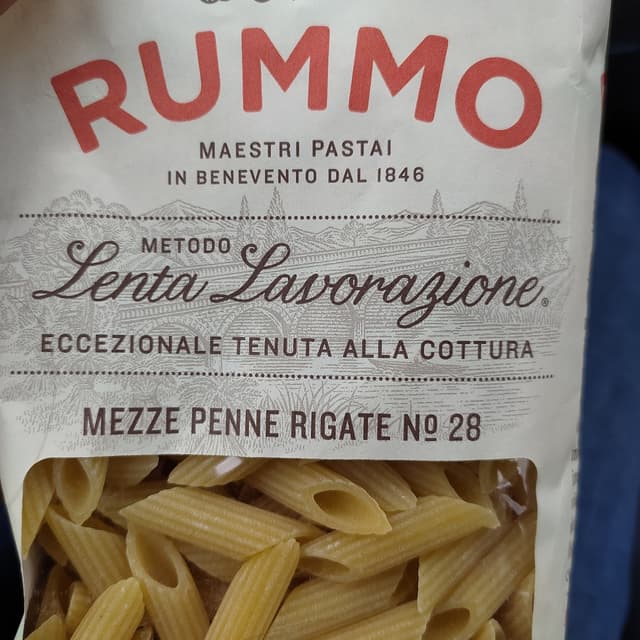 RUMMO
MAESTRI PASTAI
IN BENEVENTO DAL 1846
METODO
Lenta Lavorazione®
ECCEZIONALE TENUTA ALLA COTTURA
MEZZE PENNE RIGATE Nº 28